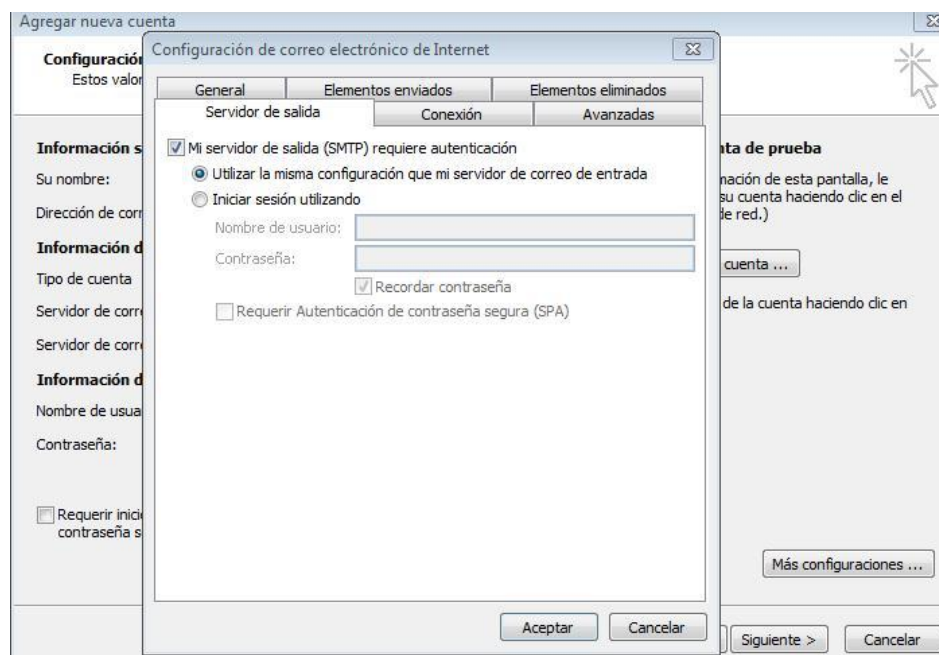 Agregar nueva cuenta
Configuración de correo electrónico de Internet
Estos valor
General Elementos enviados Elementos eliminados
Servidor de salida Conexión Avanzadas
Mi servidor de salida (SMTP) requiere autenticación
Utilizar la misma configuración que mi servidor de correo de entrada
Iniciar sesión utilizando
Nombre de usuario:
Contraseña:
Recordar contraseña
Requerir Autenticación de contraseña segura (SPA)
Aceptar Cancelar
Configuración
Información s
Su nombre:
Dirección de corr
Información d
Tipo de cuenta
Servidor de corr
Servidor de corr
Información d
Nombre de usua
Contraseña:
Requerir inici
contraseña s
nta de prueba
mación de esta pantalla, le
su cuenta haciendo clic en el
de red.)
cuenta ...
de la cuenta haciendo clic en
Más configuraciones ...
Siguiente > Cancelar